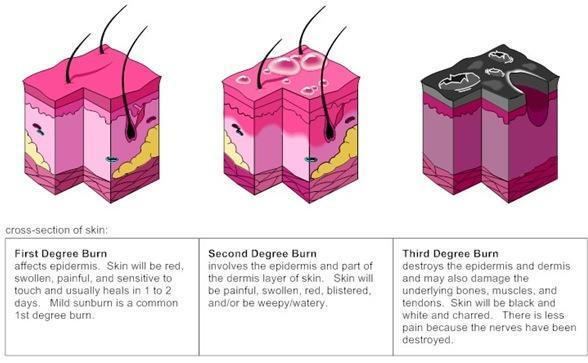 cross-section of skin:
First Degree Burn
affects epidermis. Skin will be red,
swollen, painful, and sensitive to
touch and usually heals in 1 to 2
days. Mild sunburn is a common
1st degree burn.
Second Degree Burn
involves the epidermis and part of
the dermis layer of skin. Skin will
be painful, swollen, red, blistered,
and/or be weepy/watery.
Third Degree Burn
destroys the epidermis and dermis
and may also damage the
underlying bones, muscles, and
tendons. Skin will be black and
white and charred. There is less
pain because the nerves have been
destroyed.